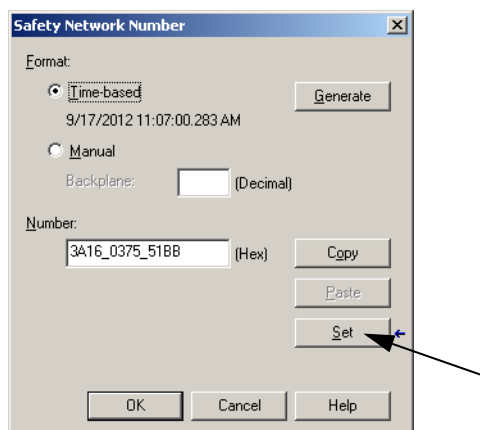 Safety Network Number
Format:
Time-based
Generate
9/17/2012 11:07:00.283 AM
Manual
Backplane: (Decimal)
Number:
3A16_0375_51BB (Hex) Copy
Paste
Set
OK Cancel Help